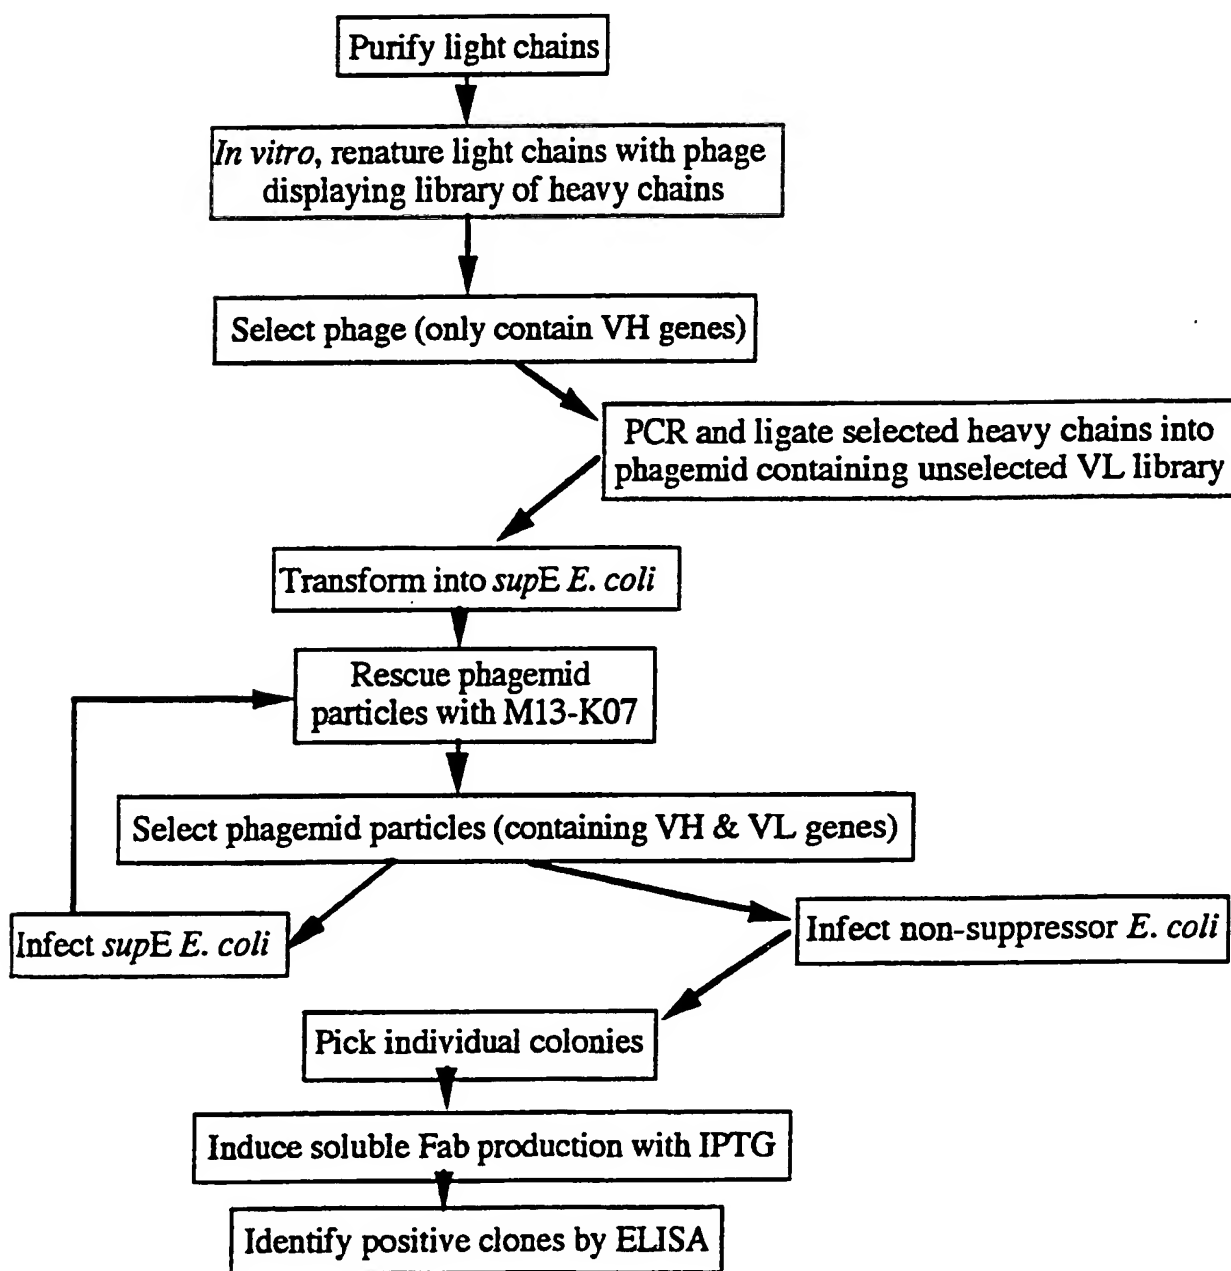 Purify light chains
In vitro, renature light chains with phage
displaying library of heavy chains
Select phage (only contain VH genes)
PCR and ligate selected heavy chains into
phagemid containing unselected VL library
Transform into supE E. coli
Rescue phagemid
particles with M13-K07
Select phagemid particles (containing VH & VL genes)
Infect supE E. coli
Infect non-suppressor E. coli
Pick individual colonies
Induce soluble Fab production with IPTG
Identify positive clones by ELISA